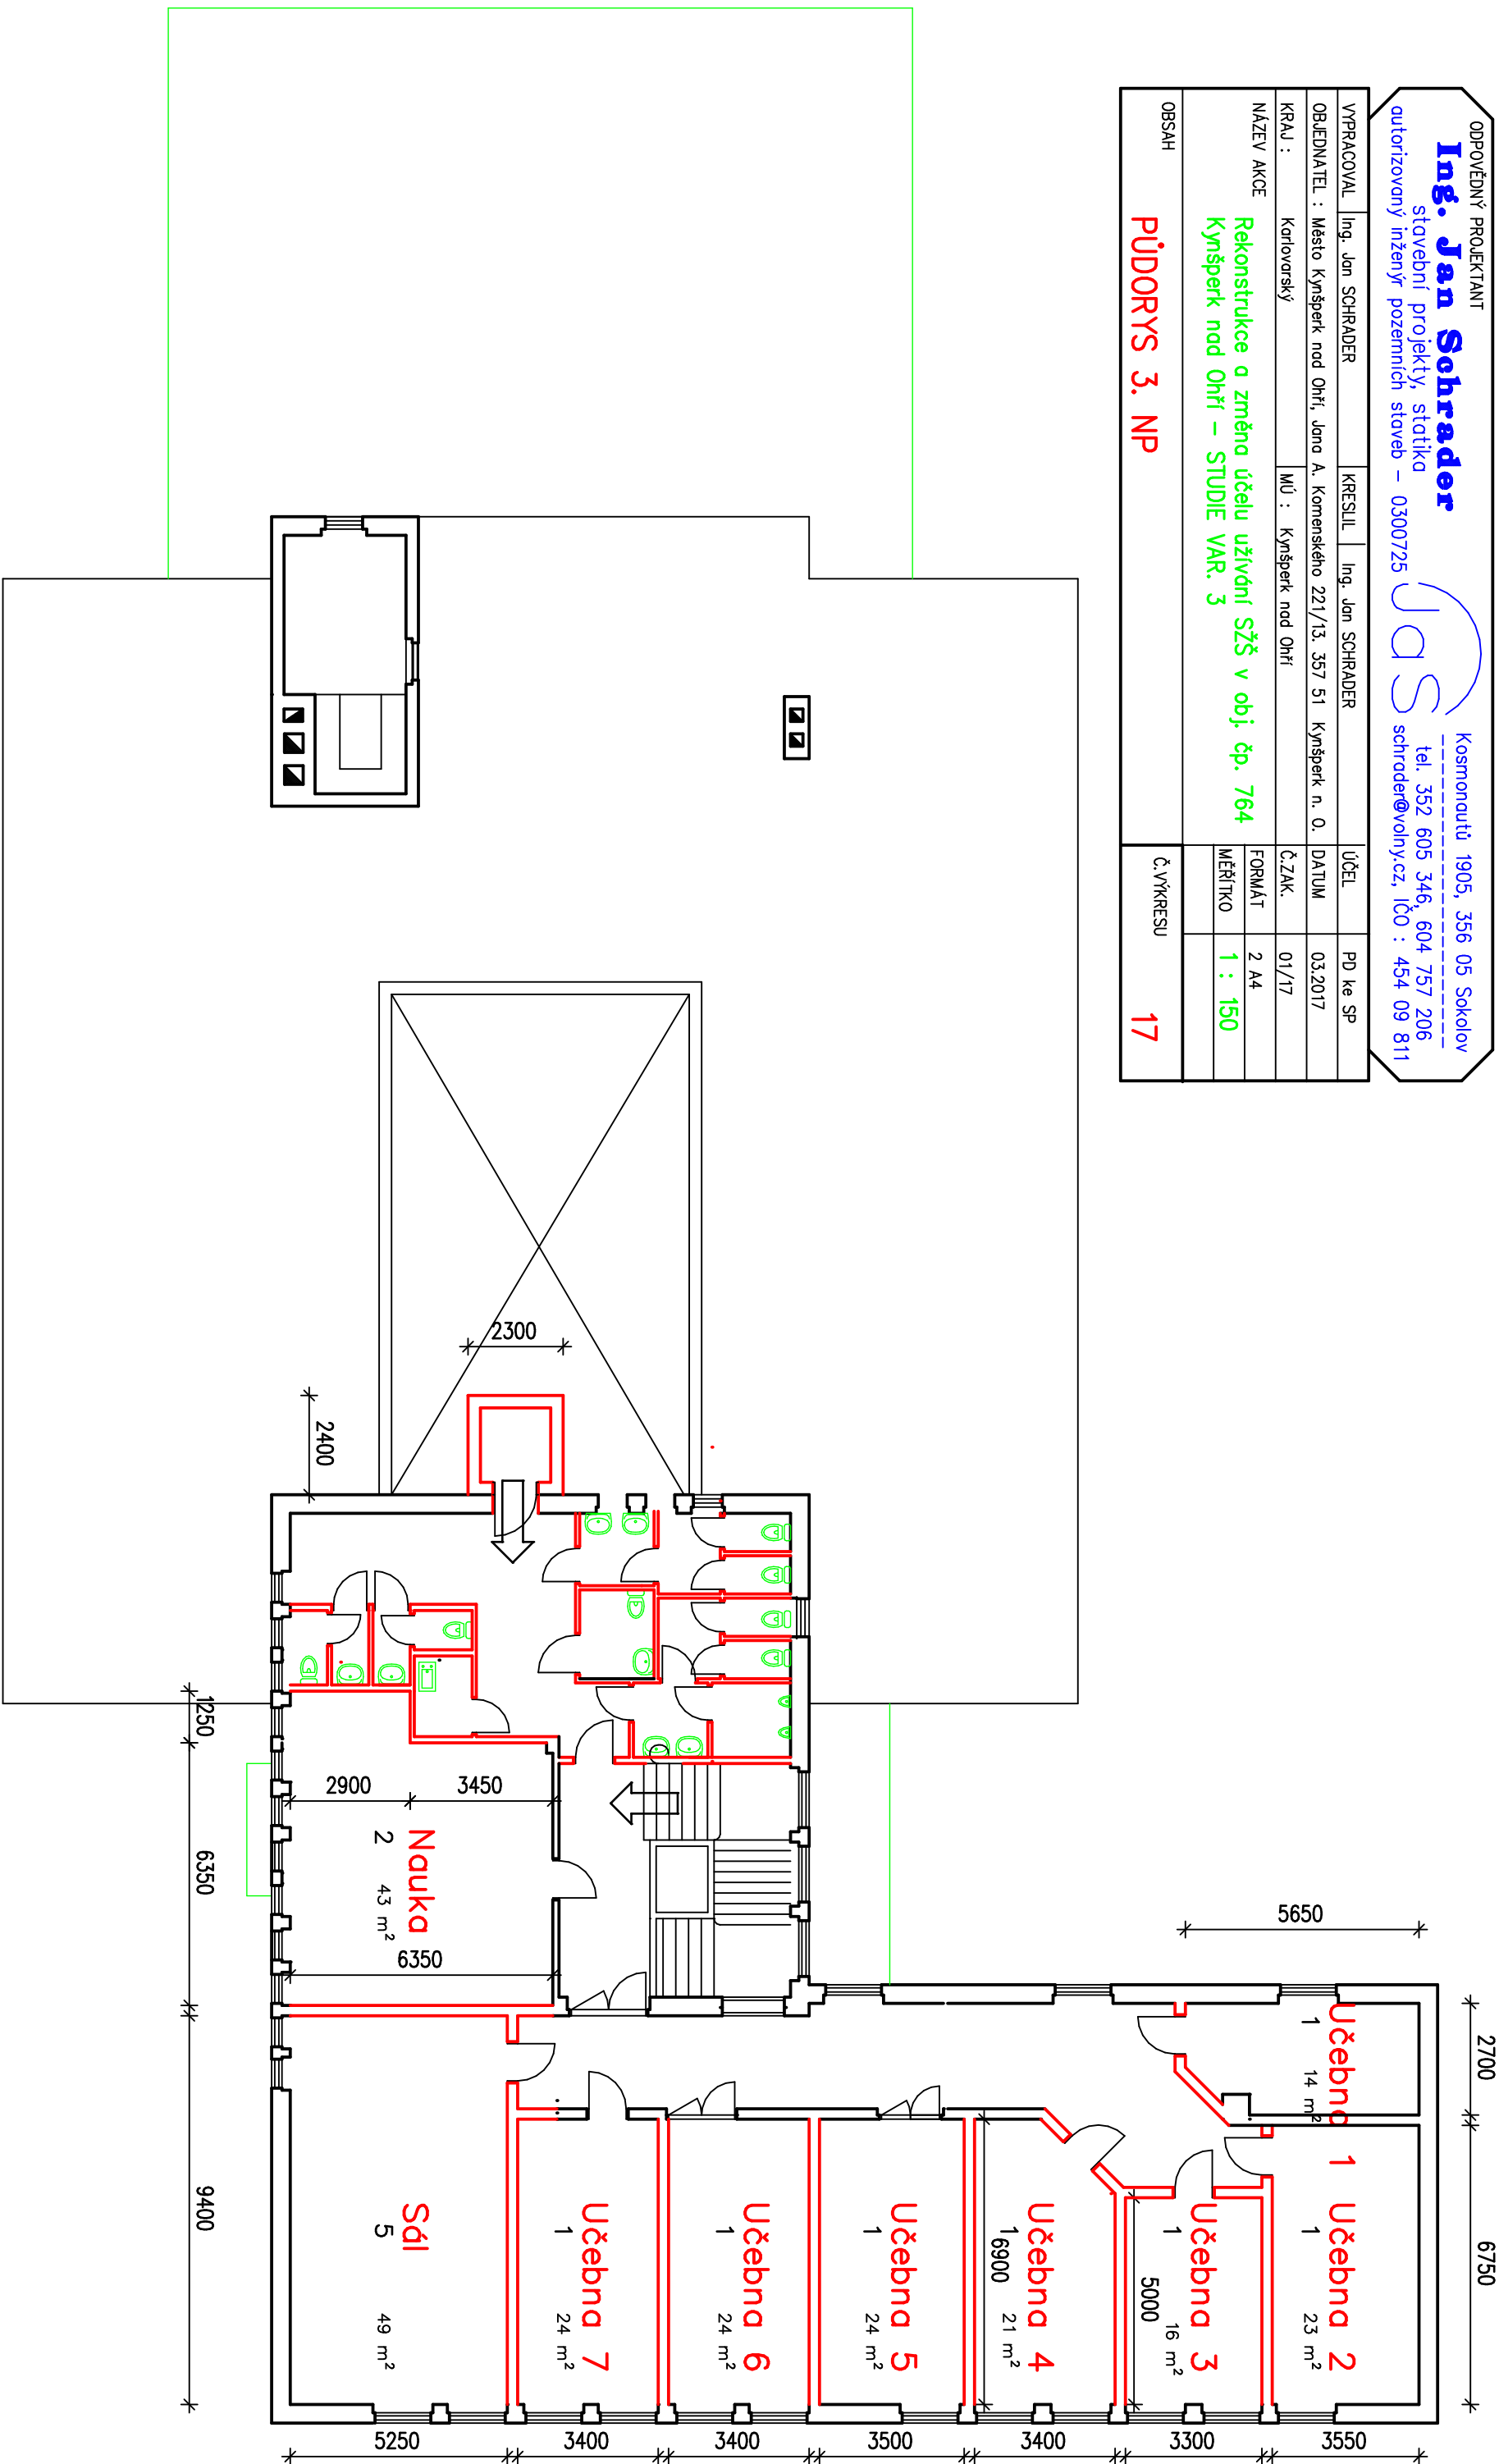 ODPOVĚDNÝ PROJEKTANT
Ing. Jan Schrader
stavební projekty, statika
autorizovaný inženýr pozemních staveb – 0300725
JaS
Kosmonautů 1905, 356 05 Sokolov
tel. 352 605 346, 604 757 206
schrader@volny.cz, IČO : 454 09 811
VYPRACOVAL Ing. Jan SCHRADER KRESLIL Ing. Jan SCHRADER ÚČEL PD ke SP
OBJEDNATEL : Město Kynšperk nad Ohří, Jana A. Komenského 221/13. 357 51 Kynšperk n. O. DATUM 03.2017
KRAJ : Karlovarský MÚ : Kynšperk nad Ohří Č.ZAK. 01/17
NÁZEV AKCE Rekonstrukce a změna účelu užívání SŽŠ v obj. čp. 764 FORMÁT 2 A4
Kynšperk nad Ohří – STUDIE VAR. 3 MĚŘÍTKO 1 : 150
OBSAH PŮDORYS 3. NP Č.VÝKRESU 17
2300
2400
5650
2700
6750
Učebna 1
1
14 m²
Učebna 2
1
23 m²
Učebna 3
1
16 m²
5000
Učebna 4
1
21 m²
6900
Učebna 5
1
24 m²
Učebna 6
1
24 m²
Učebna 7
1
24 m²
Sál
5
49 m²
Nauka
2
43 m²
2900
3450
6350
1250
6350
9400
5250
3400
3400
3500
3400
3300
3550